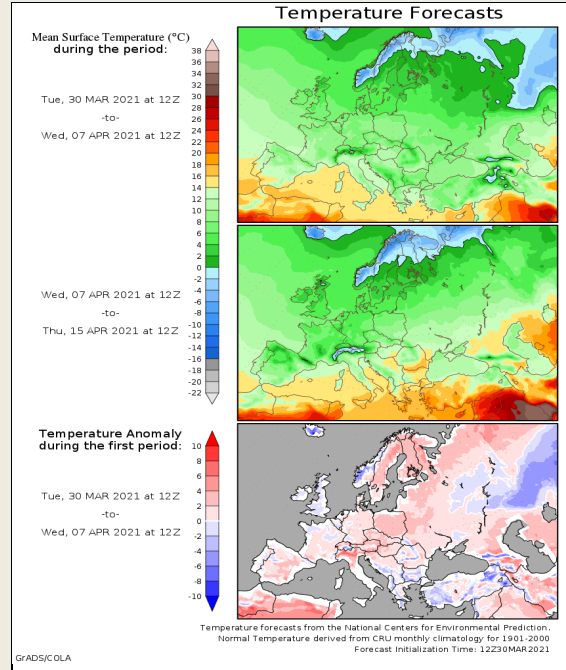 Temperature Forecasts
Mean Surface Temperature (°C)
during the period:
Tue, 30 MAR 2021 at 12Z
-to-
Wed, 07 APR 2021 at 12Z
38
36
34
32
30
28
26
24
22
20
18
16
14
12
10
8
6
4
2
0
-2
-4
-6
-8
-10
-12
-14
-16
-18
-20
-22
Wed, 07 APR 2021 at 12Z
-to-
Thu, 15 APR 2021 at 12Z
Temperature Anomaly
during the first period:
Tue, 30 MAR 2021 at 12Z
-to-
Wed, 07 APR 2021 at 12Z
10
8
6
4
2
0
-2
-4
-6
-8
-10
Temperature forecasts from the National Centers for Environmental Prediction.
Normal Temperature derived from CRU monthly climatology for 1901-2000
Forecast Initialization Time: 12Z30MAR2021
GrADS/COLA